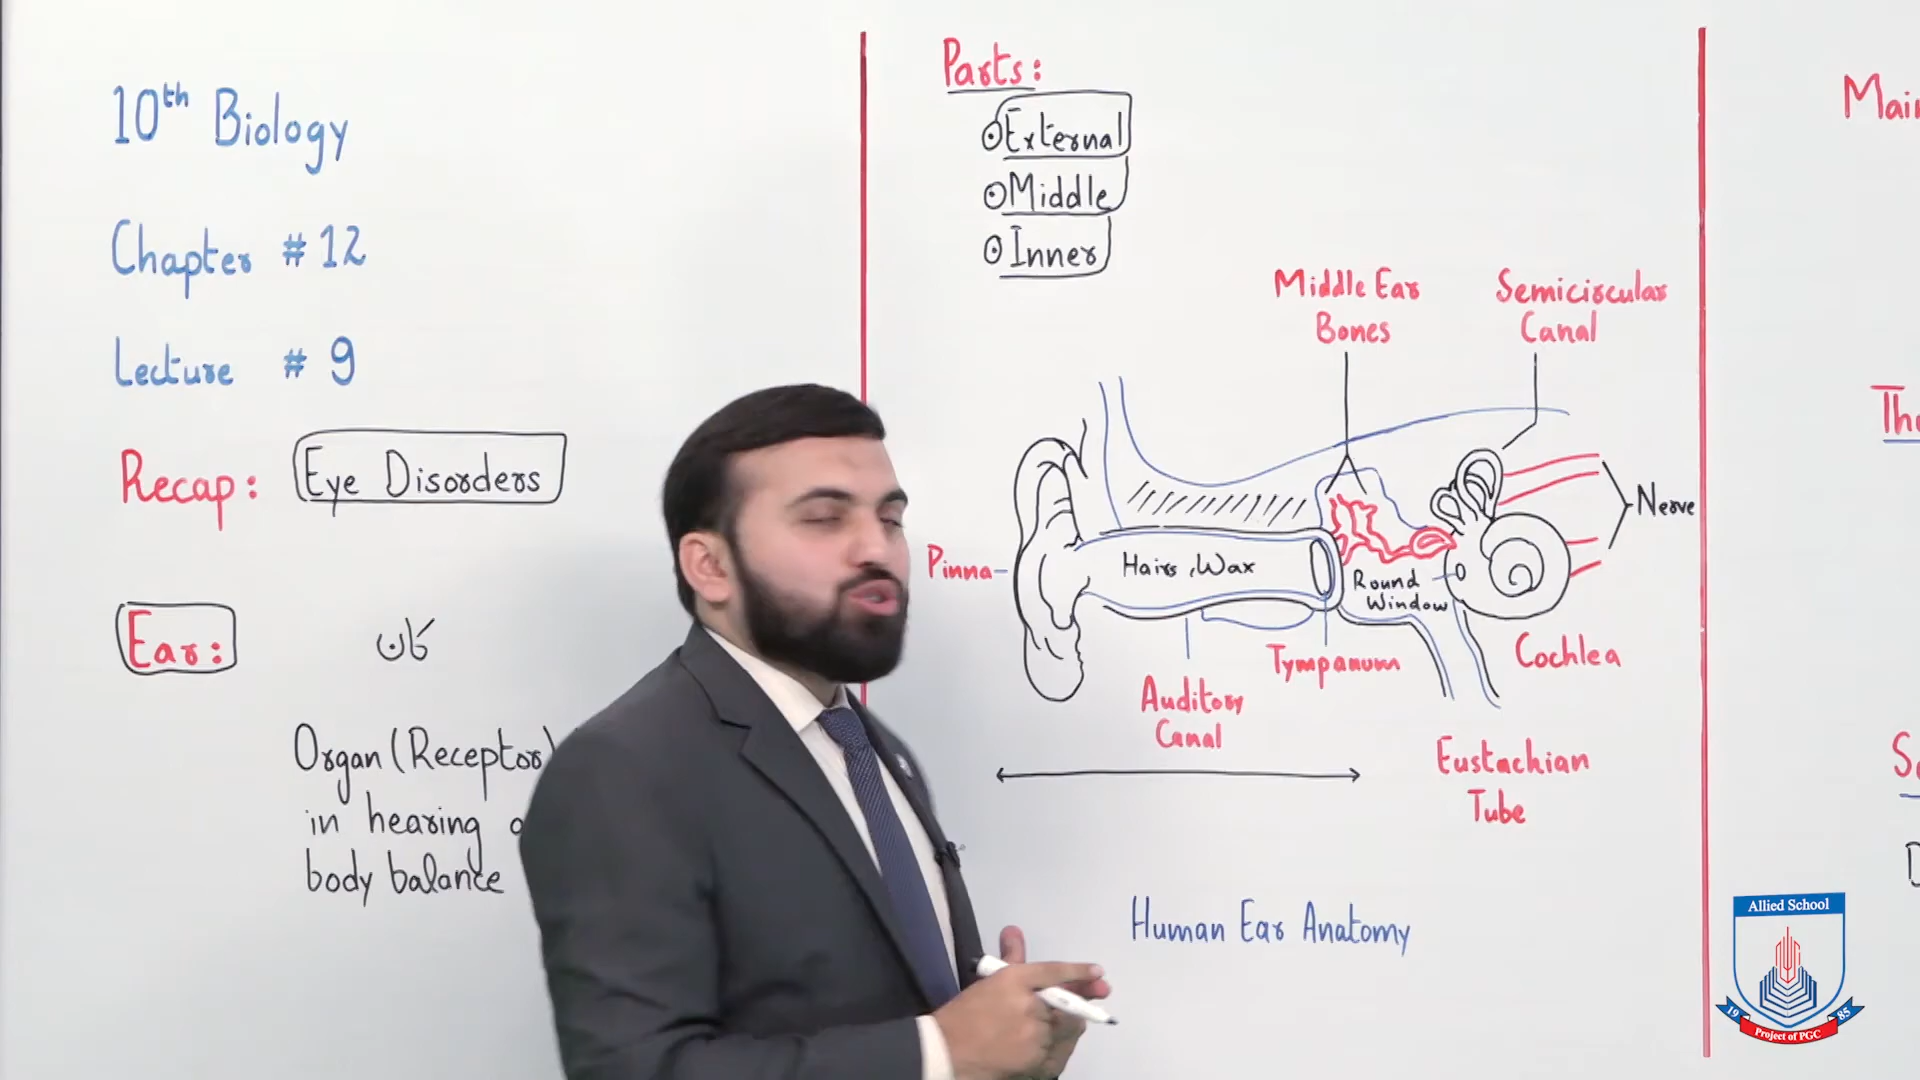 10th Biology
Chapter # 12
Lecture # 9
Recap: Eye Disorders
Ear: کان
Organ (Receptor)
in hearing
body balance
Parts:
External
Middle
Inner
Middle Ear
Bones
Semicircular
Canal
Nerve
Pinna
Hairs, Wax
Round
Window
Tympanum
Cochlea
Auditory
Canal
Eustachian
Tube
Human Ear Anatomy
Allied School
19 85
Project of PGC